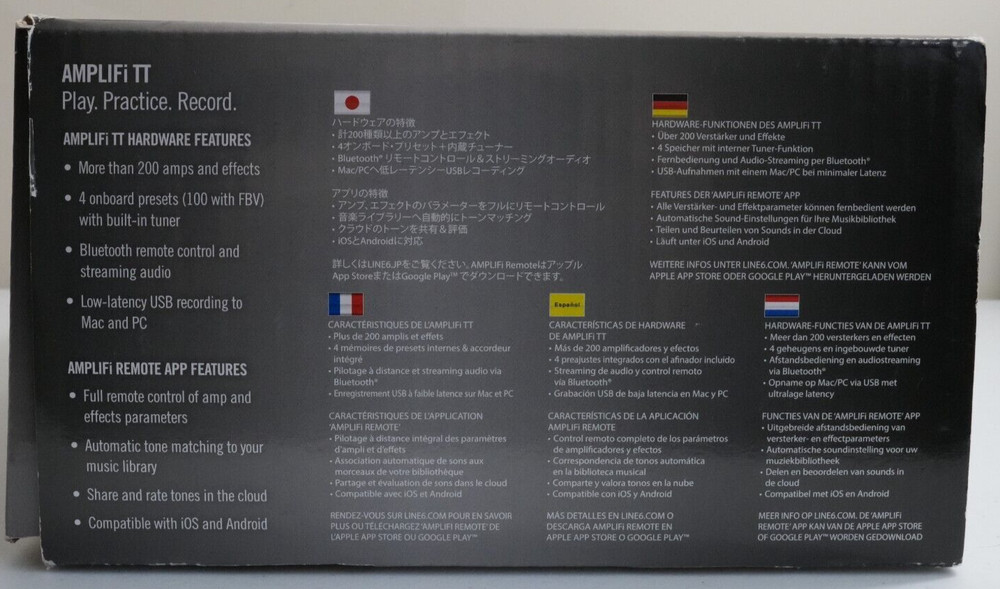 AMPLIFi TT
Play. Practice. Record.
AMPLIFi TT HARDWARE FEATURES
• More than 200 amps and effects
• 4 onboard presets (100 with FBV)
with built-in tuner
• Bluetooth remote control and
streaming audio
• Low-latency USB recording to
Mac and PC
AMPLIFi REMOTE APP FEATURES
• Full remote control of amp and
effects parameters
• Automatic tone matching to your
music library
• Share and rate tones in the cloud
• Compatible with iOS and Android
ハードウェアの特徴
• 計200種類以上のアンプとエフェクト
• 4オンボード・プリセット＋内蔵チューナー
• Bluetooth® リモートコントロール＆ストリーミングオーディオ
• Mac/PCへ低レーテンシーUSBレコーディング
アプリの特徴
• アンプ、エフェクトのパラメーターをフルにリモートコントロール
• 音楽ライブラリーへ自動的にトーンマッチング
• クラウドのトーンを共有＆評価
• iOSとAndroidに対応
詳しくはLINE6.JPをご覧ください。AMPLIFi Remoteはアップル
App StoreまたはGoogle Play™ でダウンロードできます。
HARDWARE-FUNKTIONEN DES AMPLIFi TT
• Über 200 Verstärker und Effekte
• 4 Speicher mit interner Tuner-Funktion
• Fernbedienung und Audio-Streaming per Bluetooth®
• USB-Aufnahmen mit einem Mac/PC bei minimaler Latenz
FEATURES DER 'AMPLIFi REMOTE' APP
• Alle Verstärker- und Effektparameter können fernbedient werden
• Automatische Sound-Einstellungen für Ihre Musikbibliothek
• Teilen und Beurteilen von Sounds in der Cloud
• Läuft unter iOS und Android
WEITERE INFOS UNTER LINE6.COM. 'AMPLIFi REMOTE' KANN VOM
APPLE APP STORE ODER GOOGLE PLAY™ HERUNTERGELADEN WERDEN
CARACTÉRISTIQUES DE L'AMPLIFi TT
• Plus de 200 amplis et effets
• 4 mémoires de presets internes & accordeur
intégré
• Pilotage à distance et streaming audio via
Bluetooth®
• Enregistrement USB à faible latence sur Mac et PC
CARACTÉRISTIQUES DE L'APPLICATION
'AMPLIFi REMOTE'
• Pilotage à distance intégral des paramètres
d'ampli et d'effets
• Association automatique de sons aux
morceaux de votre bibliothèque
• Partage et évaluation de sons dans le cloud
• Compatible avec iOS et Android
RENDEZ-VOUS SUR LINE6.COM POUR EN SAVOIR
PLUS OU TÉLÉCHARGEZ 'AMPLIFI REMOTE' DE
L'APPLE APP STORE OU GOOGLE PLAY™
Español
CARACTERÍSTICAS DE HARDWARE
DE AMPLIFi TT
• Más de 200 amplificadores y efectos
• 4 preajustes integrados con el afinador incluido
• Streaming de audio y control remoto
vía Bluetooth®
• Grabación USB de baja latencia en Mac y PC
CARACTERÍSTICAS DE LA APLICACIÓN
AMPLIFi REMOTE
• Control remoto completo de los parámetros
de amplificadores y efectos
• Correspondencia de tonos automática
en la biblioteca musical
• Comparte y valora tonos en la nube
• Compatible con iOS y Android
MÁS DETALLES EN LINE6.COM O
DESCARGA AMPLIFi REMOTE EN
APPLE APP STORE O GOOGLE PLAY™
HARDWARE-FUNCTIES VAN DE AMPLIFi TT
• Meer dan 200 versterkers en effecten
• 4 geheugens en ingebouwde tuner
• Afstandsbediening en audiostreaming
via Bluetooth®
• Opname op Mac/PC via USB met
ultralage latency
FUNCTIES VAN DE 'AMPLIFi REMOTE' APP
• Uitgebreide afstandsbediening van
versterker- en effectparameters
• Automatische soundinstelling voor uw
muziekbibliotheek
• Delen en beoordelen van sounds in
de cloud
• Compatibel met iOS en Android
MEER INFO OP LINE6.COM. DE 'AMPLIFi
REMOTE' APP KAN VAN DE APPLE APP STORE
OF GOOGLE PLAY™ WORDEN GEDOWNLOAD